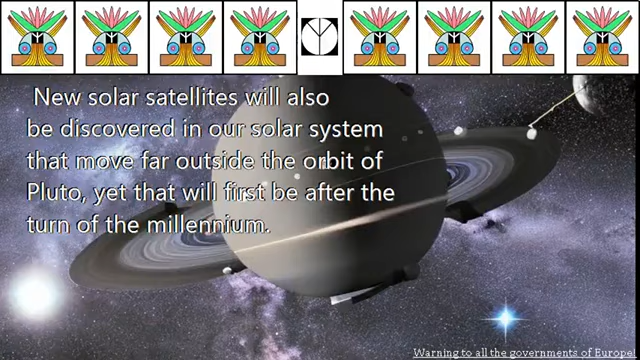 New solar satellites will also
be discovered in our solar system
that move far outside the orbit of
Pluto, yet that will first be after the
turn of the millennium.
Warning to all the governments of Europe!